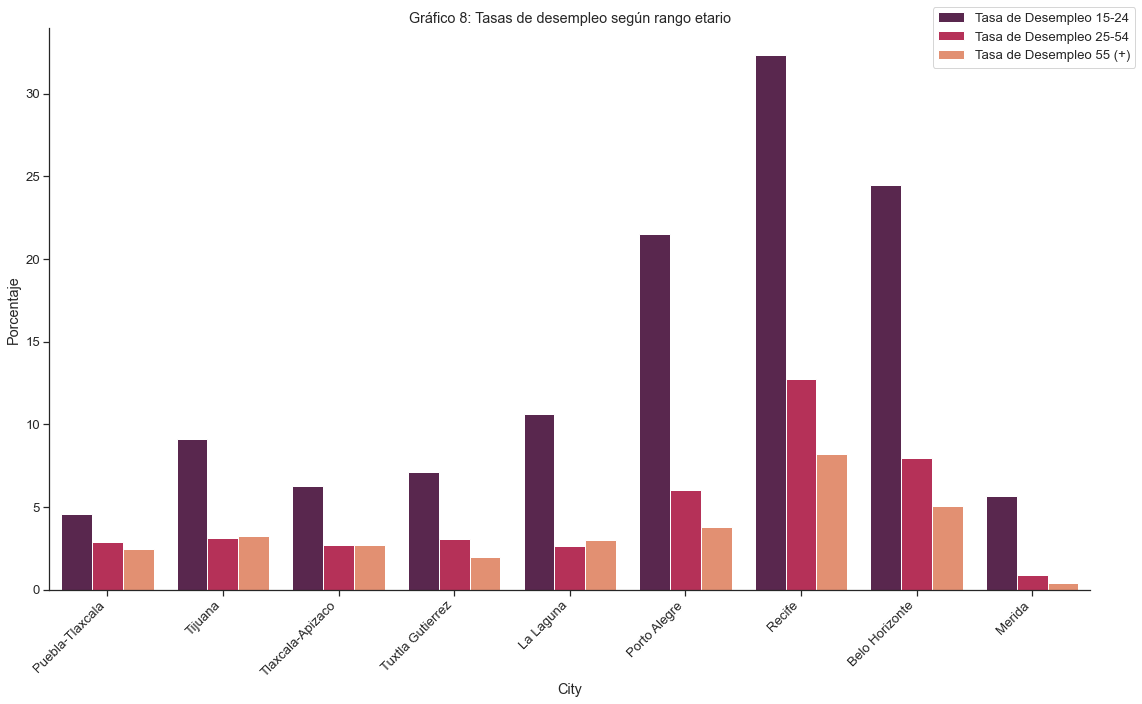 Gráfico 8: Tasas de desempleo según rango etario
Tasa de Desempleo 15-24
Tasa de Desempleo 25-54
Tasa de Desempleo 55 (+)
Porcentaje
30
25
20
15
10
5
0
Puebla-Tlaxcala
Tijuana
Tlaxcala-Apizaco
Tuxtla Gutierrez
La Laguna
Porto Alegre
Recife
Belo Horizonte
Merida
City